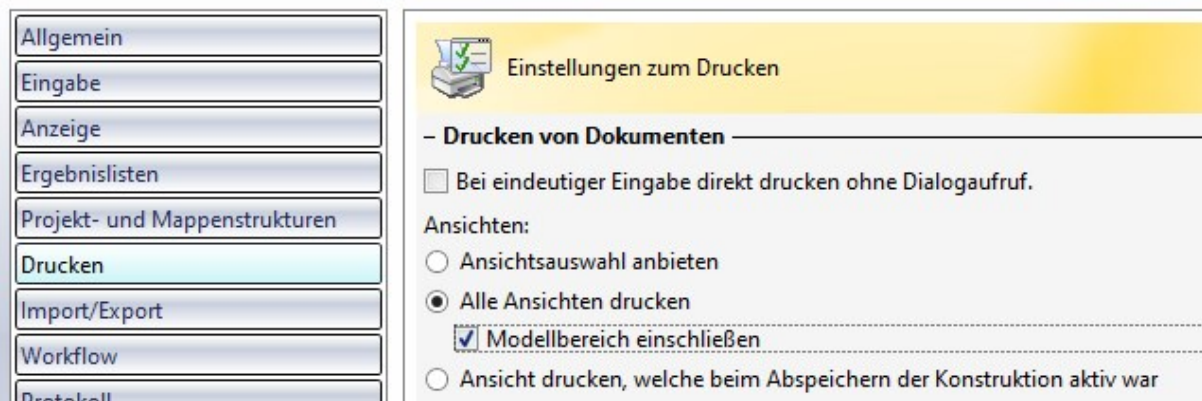 Allgemein
Eingabe
Anzeige
Ergebnislisten
Projekt- und Mappenstrukturen
Drucken
Import/Export
Workflow
Protokoll
Einstellungen zum Drucken
– Drucken von Dokumenten
Bei eindeutiger Eingabe direkt drucken ohne Dialogaufruf.
Ansichten:
Ansichtsauswahl anbieten
Alle Ansichten drucken
Modellbereich einschließen
Ansicht drucken, welche beim Abspeichern der Konstruktion aktiv war